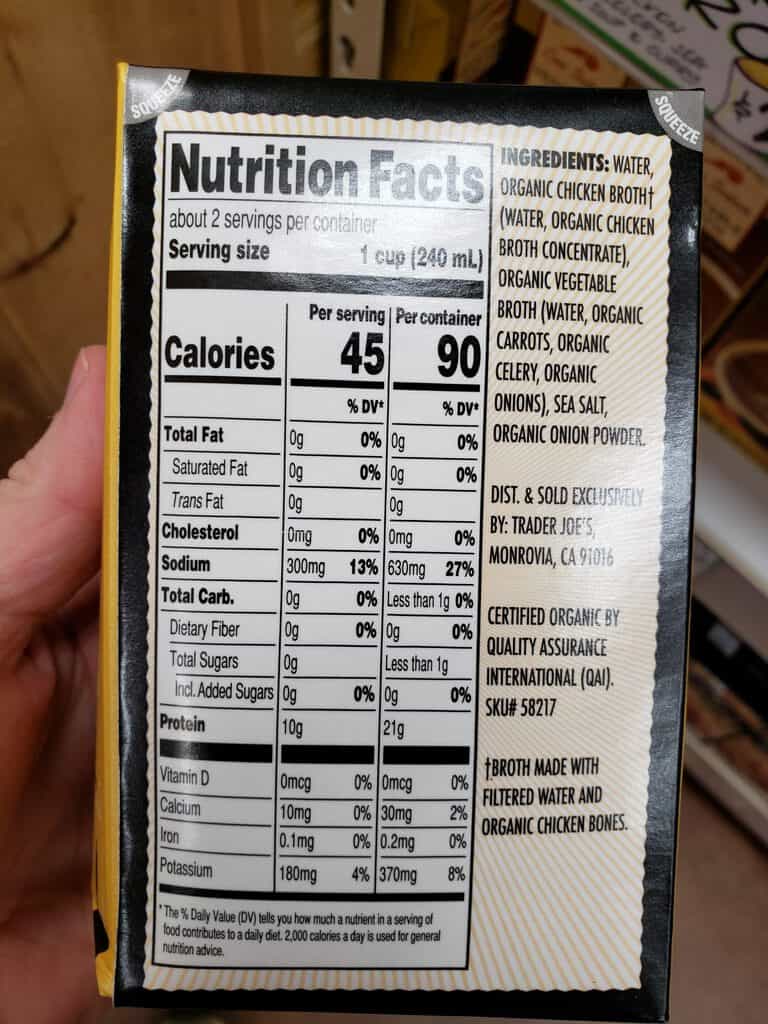 SQUEEZE
SQUEEZE
Nutrition Facts
about 2 servings per container
Serving size 1 cup (240 mL)
Per serving Per container
Calories 45 90
% DV* % DV*
Total Fat 0g 0% 0g 0%
Saturated Fat 0g 0% 0g 0%
Trans Fat 0g 0g
Cholesterol 0mg 0% 0mg 0%
Sodium 300mg 13% 630mg 27%
Total Carb. 0g 0% Less than 1g 0%
Dietary Fiber 0g 0% 0g 0%
Total Sugars 0g Less than 1g
Incl. Added Sugars 0g 0% 0g 0%
Protein 10g 21g
Vitamin D 0mcg 0% 0mcg 0%
Calcium 10mg 0% 30mg 2%
Iron 0.1mg 0% 0.2mg 0%
Potassium 180mg 4% 370mg 8%
*The % Daily Value (DV) tells you how much a nutrient in a serving of
food contributes to a daily diet. 2,000 calories a day is used for general
nutrition advice.
INGREDIENTS: WATER,
ORGANIC CHICKEN BROTH†
(WATER, ORGANIC CHICKEN
BROTH CONCENTRATE),
ORGANIC VEGETABLE
BROTH (WATER, ORGANIC
CARROTS, ORGANIC
CELERY, ORGANIC
ONIONS), SEA SALT,
ORGANIC ONION POWDER.
DIST. & SOLD EXCLUSIVELY
BY: TRADER JOE'S,
MONROVIA, CA 91016
CERTIFIED ORGANIC BY
QUALITY ASSURANCE
INTERNATIONAL (QAI).
SKU# 58217
†BROTH MADE WITH
FILTERED WATER AND
ORGANIC CHICKEN BONES.